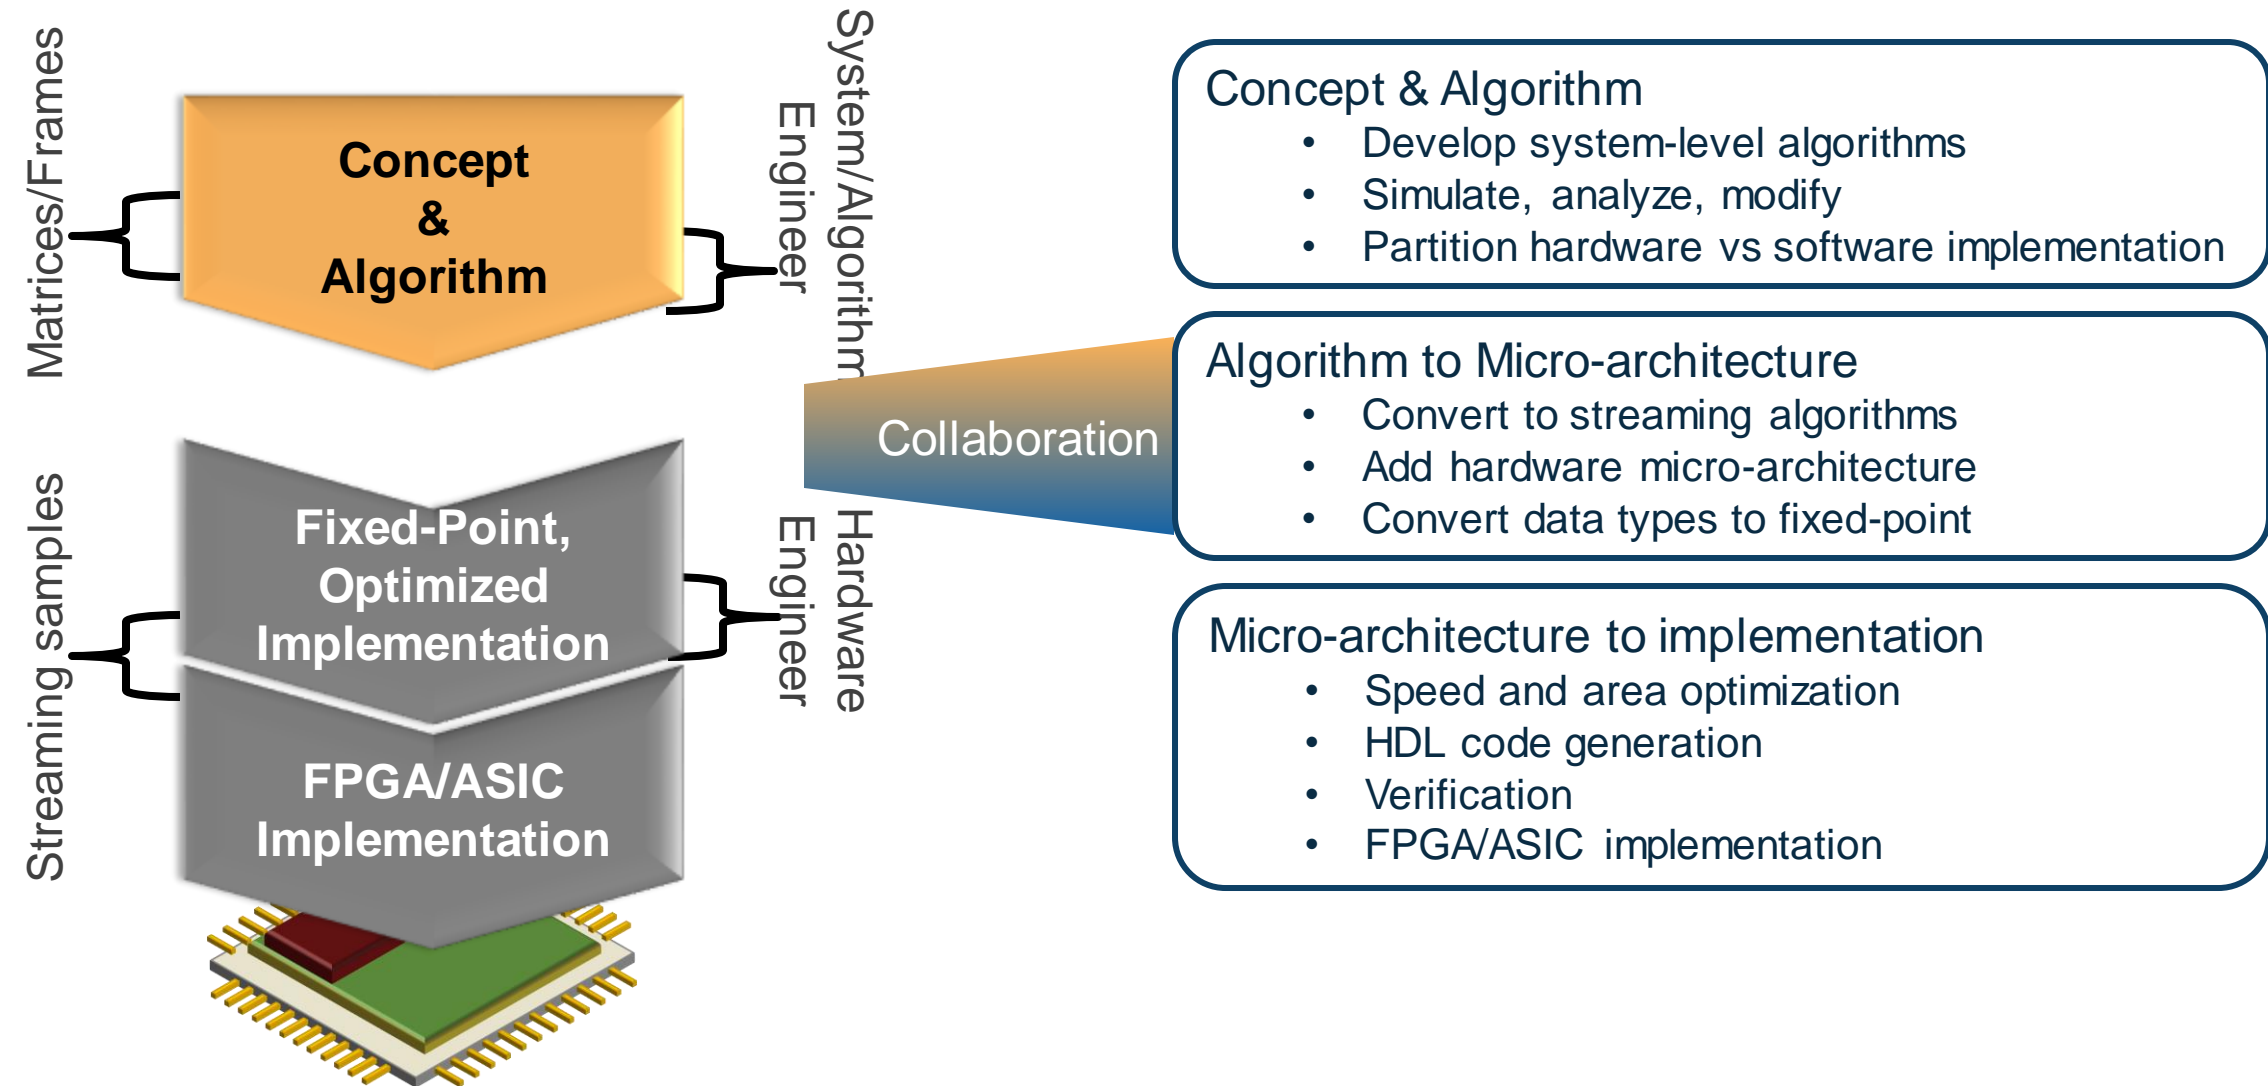 Matrices/Frames
Concept
&
Algorithm
System/Algorithm
Engineer
Streaming samples
Fixed-Point,
Optimized
Implementation
FPGA/ASIC
Implementation
Hardware
Engineer
Collaboration
Concept & Algorithm
• Develop system-level algorithms
• Simulate, analyze, modify
• Partition hardware vs software implementation
Algorithm to Micro-architecture
• Convert to streaming algorithms
• Add hardware micro-architecture
• Convert data types to fixed-point
Micro-architecture to implementation
• Speed and area optimization
• HDL code generation
• Verification
• FPGA/ASIC implementation